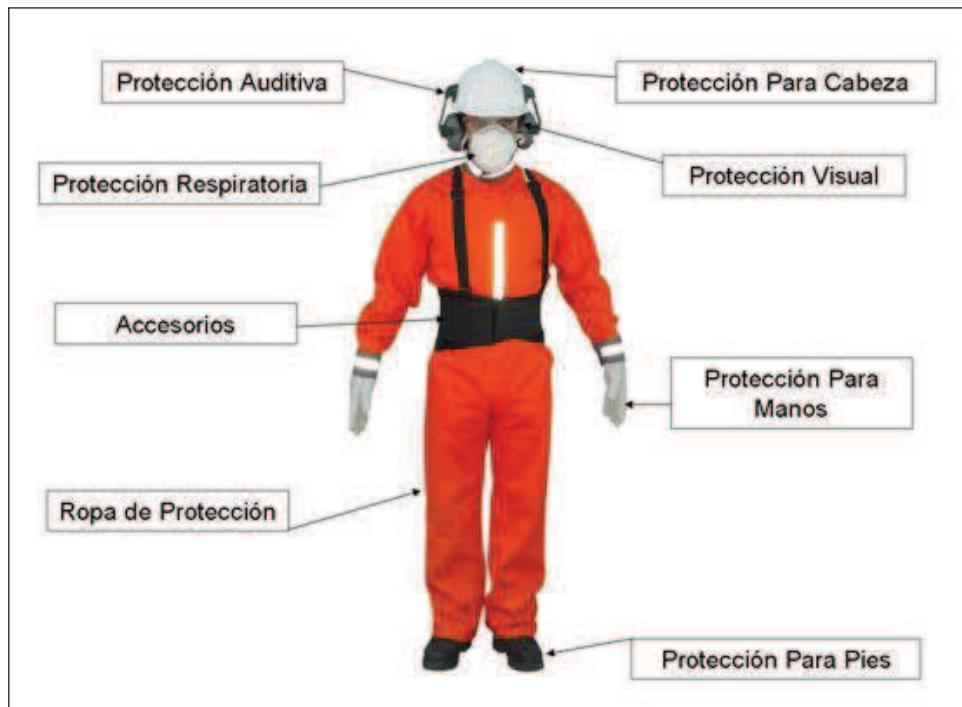 Protección Auditiva
Protección Para Cabeza
Protección Respiratoria
Protección Visual
Accesorios
Protección Para
Manos
Ropa de Protección
Protección Para Pies